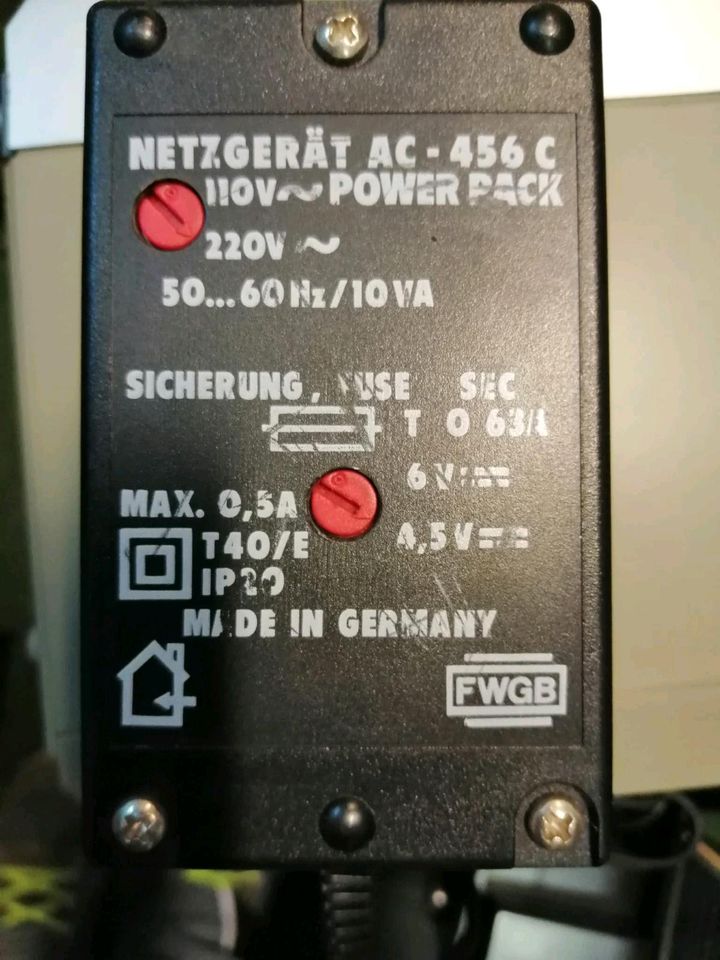 NETZGERÄT AC - 456 C
110V~ POWER PACK
220V ~
50...60 Hz/10 VA
SICHERUNG, FUSE SEC
T 0 63A
6 V
MAX. 0,5A
4,5V
T40/E
IP20
MADE IN GERMANY
FWGB